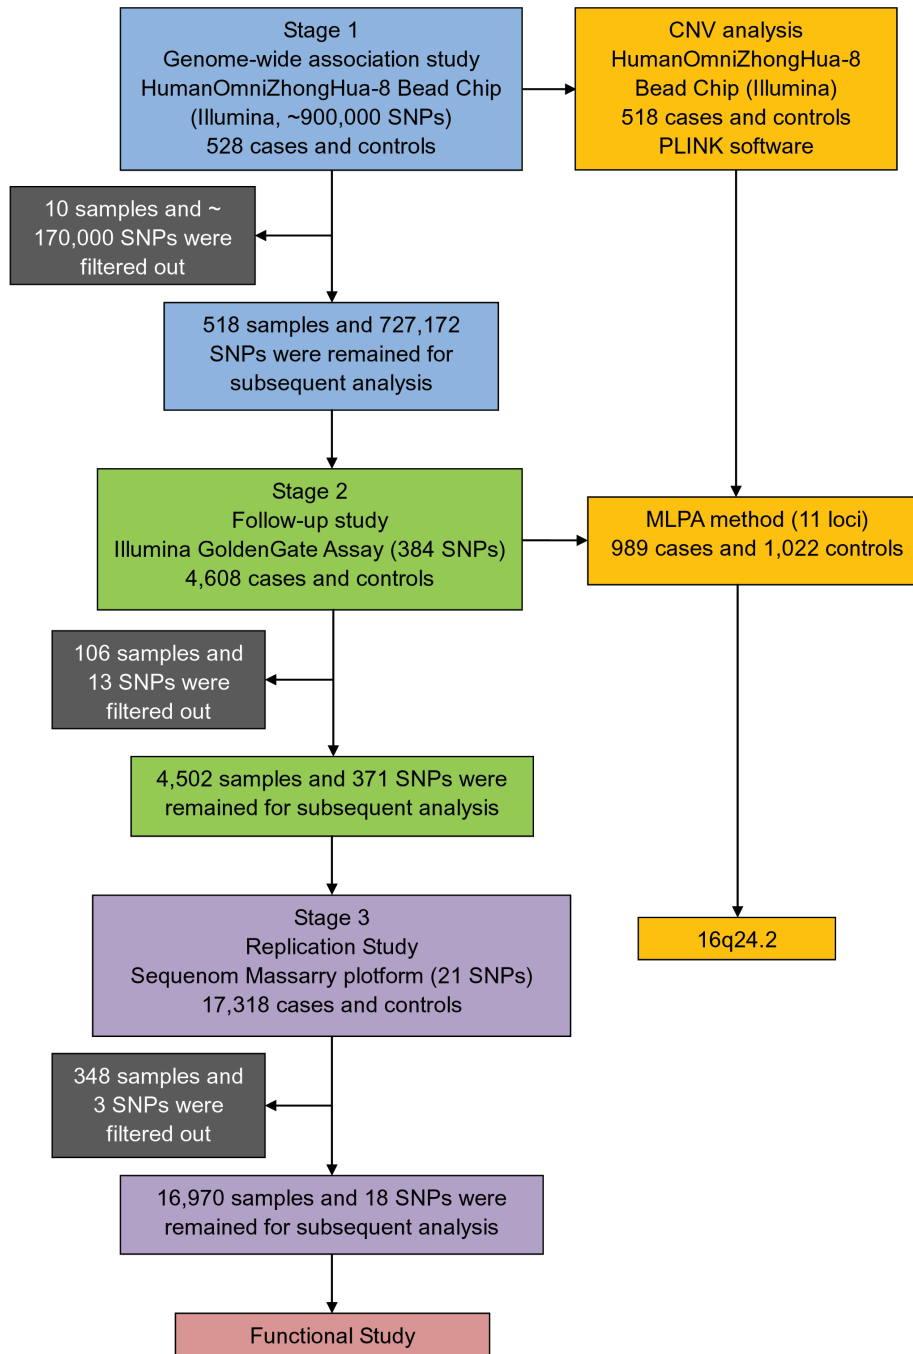 Stage 1
Genome-wide association study
HumanOmniZhongHua-8 Bead Chip
(Illumina, ~900,000 SNPs)
528 cases and controls
CNV analysis
HumanOmniZhongHua-8
Bead Chip (Illumina)
518 cases and controls
PLINK software
10 samples and ~
170,000 SNPs were
filtered out
518 samples and 727,172
SNPs were remained for
subsequent analysis
Stage 2
Follow-up study
Illumina GoldenGate Assay (384 SNPs)
4,608 cases and controls
MLPA method (11 loci)
989 cases and 1,022 controls
106 samples and
13 SNPs were
filtered out
4,502 samples and 371 SNPs were
remained for subsequent analysis
Stage 3
Replication Study
Sequenom Massarry plotform (21 SNPs)
17,318 cases and controls
16q24.2
348 samples and
3 SNPs were
filtered out
16,970 samples and 18 SNPs were
remained for subsequent analysis
Functional Study